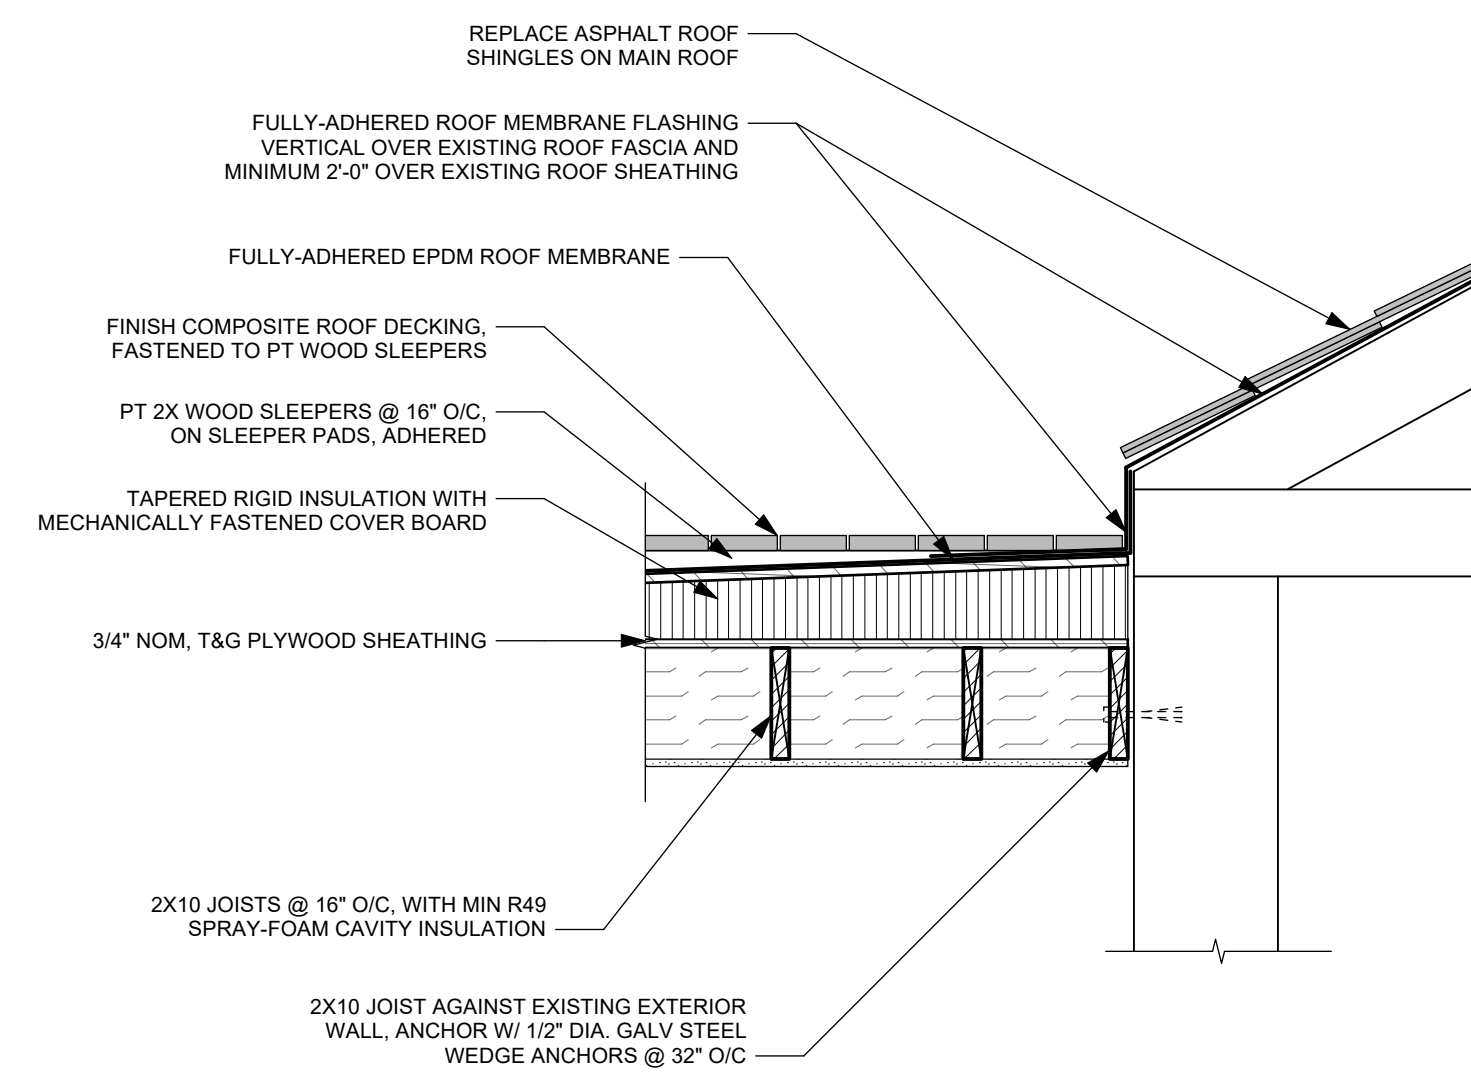 REPLACE ASPHALT ROOF
SHINGLES ON MAIN ROOF
FULLY-ADHERED ROOF MEMBRANE FLASHING
VERTICAL OVER EXISTING ROOF FASCIA AND
MINIMUM 2'-0" OVER EXISTING ROOF SHEATHING
FULLY-ADHERED EPDM ROOF MEMBRANE
FINISH COMPOSITE ROOF DECKING,
FASTENED TO PT WOOD SLEEPERS
PT 2X WOOD SLEEPERS @ 16" O/C,
ON SLEEPER PADS, ADHERED
TAPERED RIGID INSULATION WITH
MECHANICALLY FASTENED COVER BOARD
3/4" NOM, T&G PLYWOOD SHEATHING
2X10 JOISTS @ 16" O/C, WITH MIN R49
SPRAY-FOAM CAVITY INSULATION
2X10 JOIST AGAINST EXISTING EXTERIOR
WALL, ANCHOR W/ 1/2" DIA. GALV STEEL
WEDGE ANCHORS @ 32" O/C